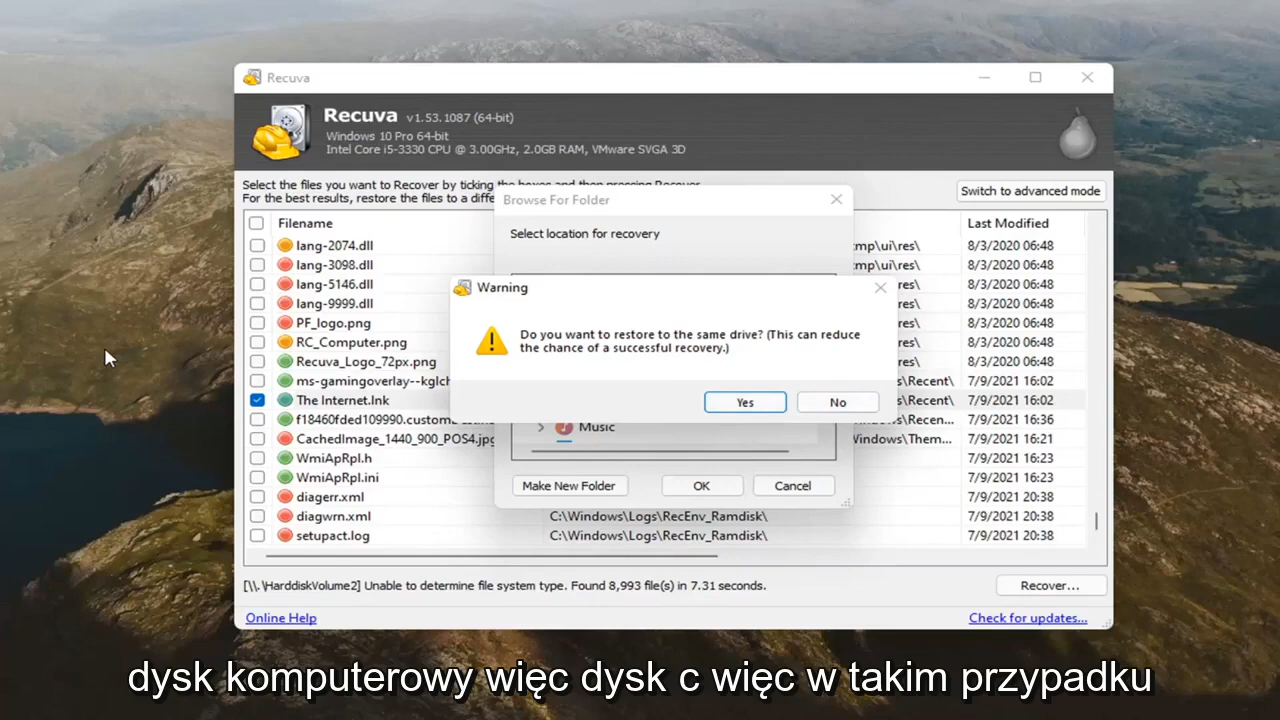 Recuva
Recuva v1.53.1087 (64-bit)
Windows 10 Pro 64-bit
Intel Core i5-3330 CPU @ 3.00GHz, 2.0GB RAM, VMware SVGA 3D
Select the files you want to Recover by ticking the boxes and then pressing Recover.
For the best results, restore the files to a diffe
Switch to advanced mode
Browse For Folder
Select location for recovery
Filename
Last Modified
lang-2074.dll
mp\ui\res\
8/3/2020 06:48
lang-3098.dll
mp\ui\res\
8/3/2020 06:48
lang-5146.dll
\res\
8/3/2020 06:48
lang-9999.dll
\res\
8/3/2020 06:48
PF_logo.png
\res\
8/3/2020 06:48
RC_Computer.png
\res\
8/3/2020 06:48
Recuva_Logo_72px.png
\res\
8/3/2020 06:48
ms-gamingoverlay--kglch
s\Recent\
7/9/2021 16:02
The Internet.lnk
s\Recent\
7/9/2021 16:02
f18460fded109990.customDestina
Windows\Rece...
7/9/2021 16:36
CachedImage_1440_900_POS4.jpg
Windows\Them...
7/9/2021 16:21
WmiApRpl.h
7/9/2021 16:23
WmiApRpl.ini
7/9/2021 16:23
diagerr.xml
7/9/2021 20:38
diagwrn.xml
C:\Windows\Logs\RecEnv_Ramdisk\
7/9/2021 20:38
setupact.log
C:\Windows\Logs\RecEnv_Ramdisk\
7/9/2021 20:38
Warning
Do you want to restore to the same drive? (This can reduce
the chance of a successful recovery.)
Yes
No
Music
Make New Folder
OK
Cancel
[\\.\HarddiskVolume2] Unable to determine file system type. Found 8,993 file(s) in 7.31 seconds.
Recover...
Online Help
Check for updates...
dysk komputerowy więc dysk c więc w takim przypadku